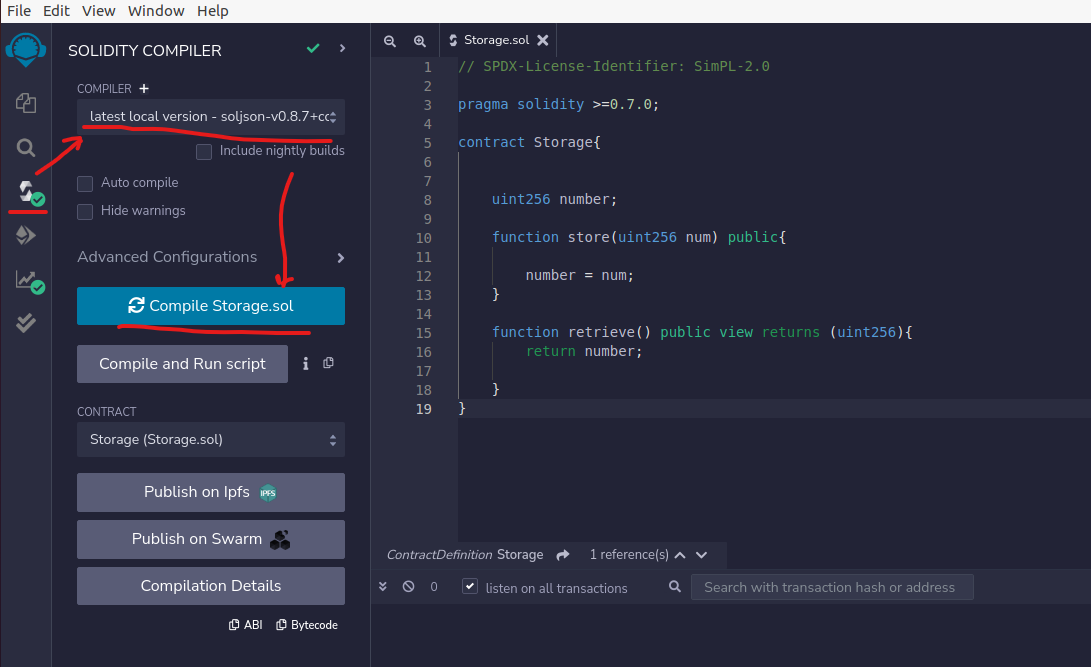 File Edit View Window Help
SOLIDITY COMPILER
COMPILER +
latest local version - soljson-v0.8.7+cc
Include nightly builds
Auto compile
Hide warnings
Advanced Configurations
Compile Storage.sol
Compile and Run script
CONTRACT
Storage (Storage.sol)
Publish on Ipfs IPFS
Publish on Swarm
Compilation Details
ABI Bytecode
Storage.sol
1 // SPDX-License-Identifier: SimPL-2.0
2
3 pragma solidity >=0.7.0;
4
5 contract Storage{
6
7
8 uint256 number;
9
10 function store(uint256 num) public{
11
12 number = num;
13 }
14
15 function retrieve() public view returns (uint256){
16 return number;
17
18 }
19 }
ContractDefinition Storage 1 reference(s)
0 listen on all transactions Search with transaction hash or address